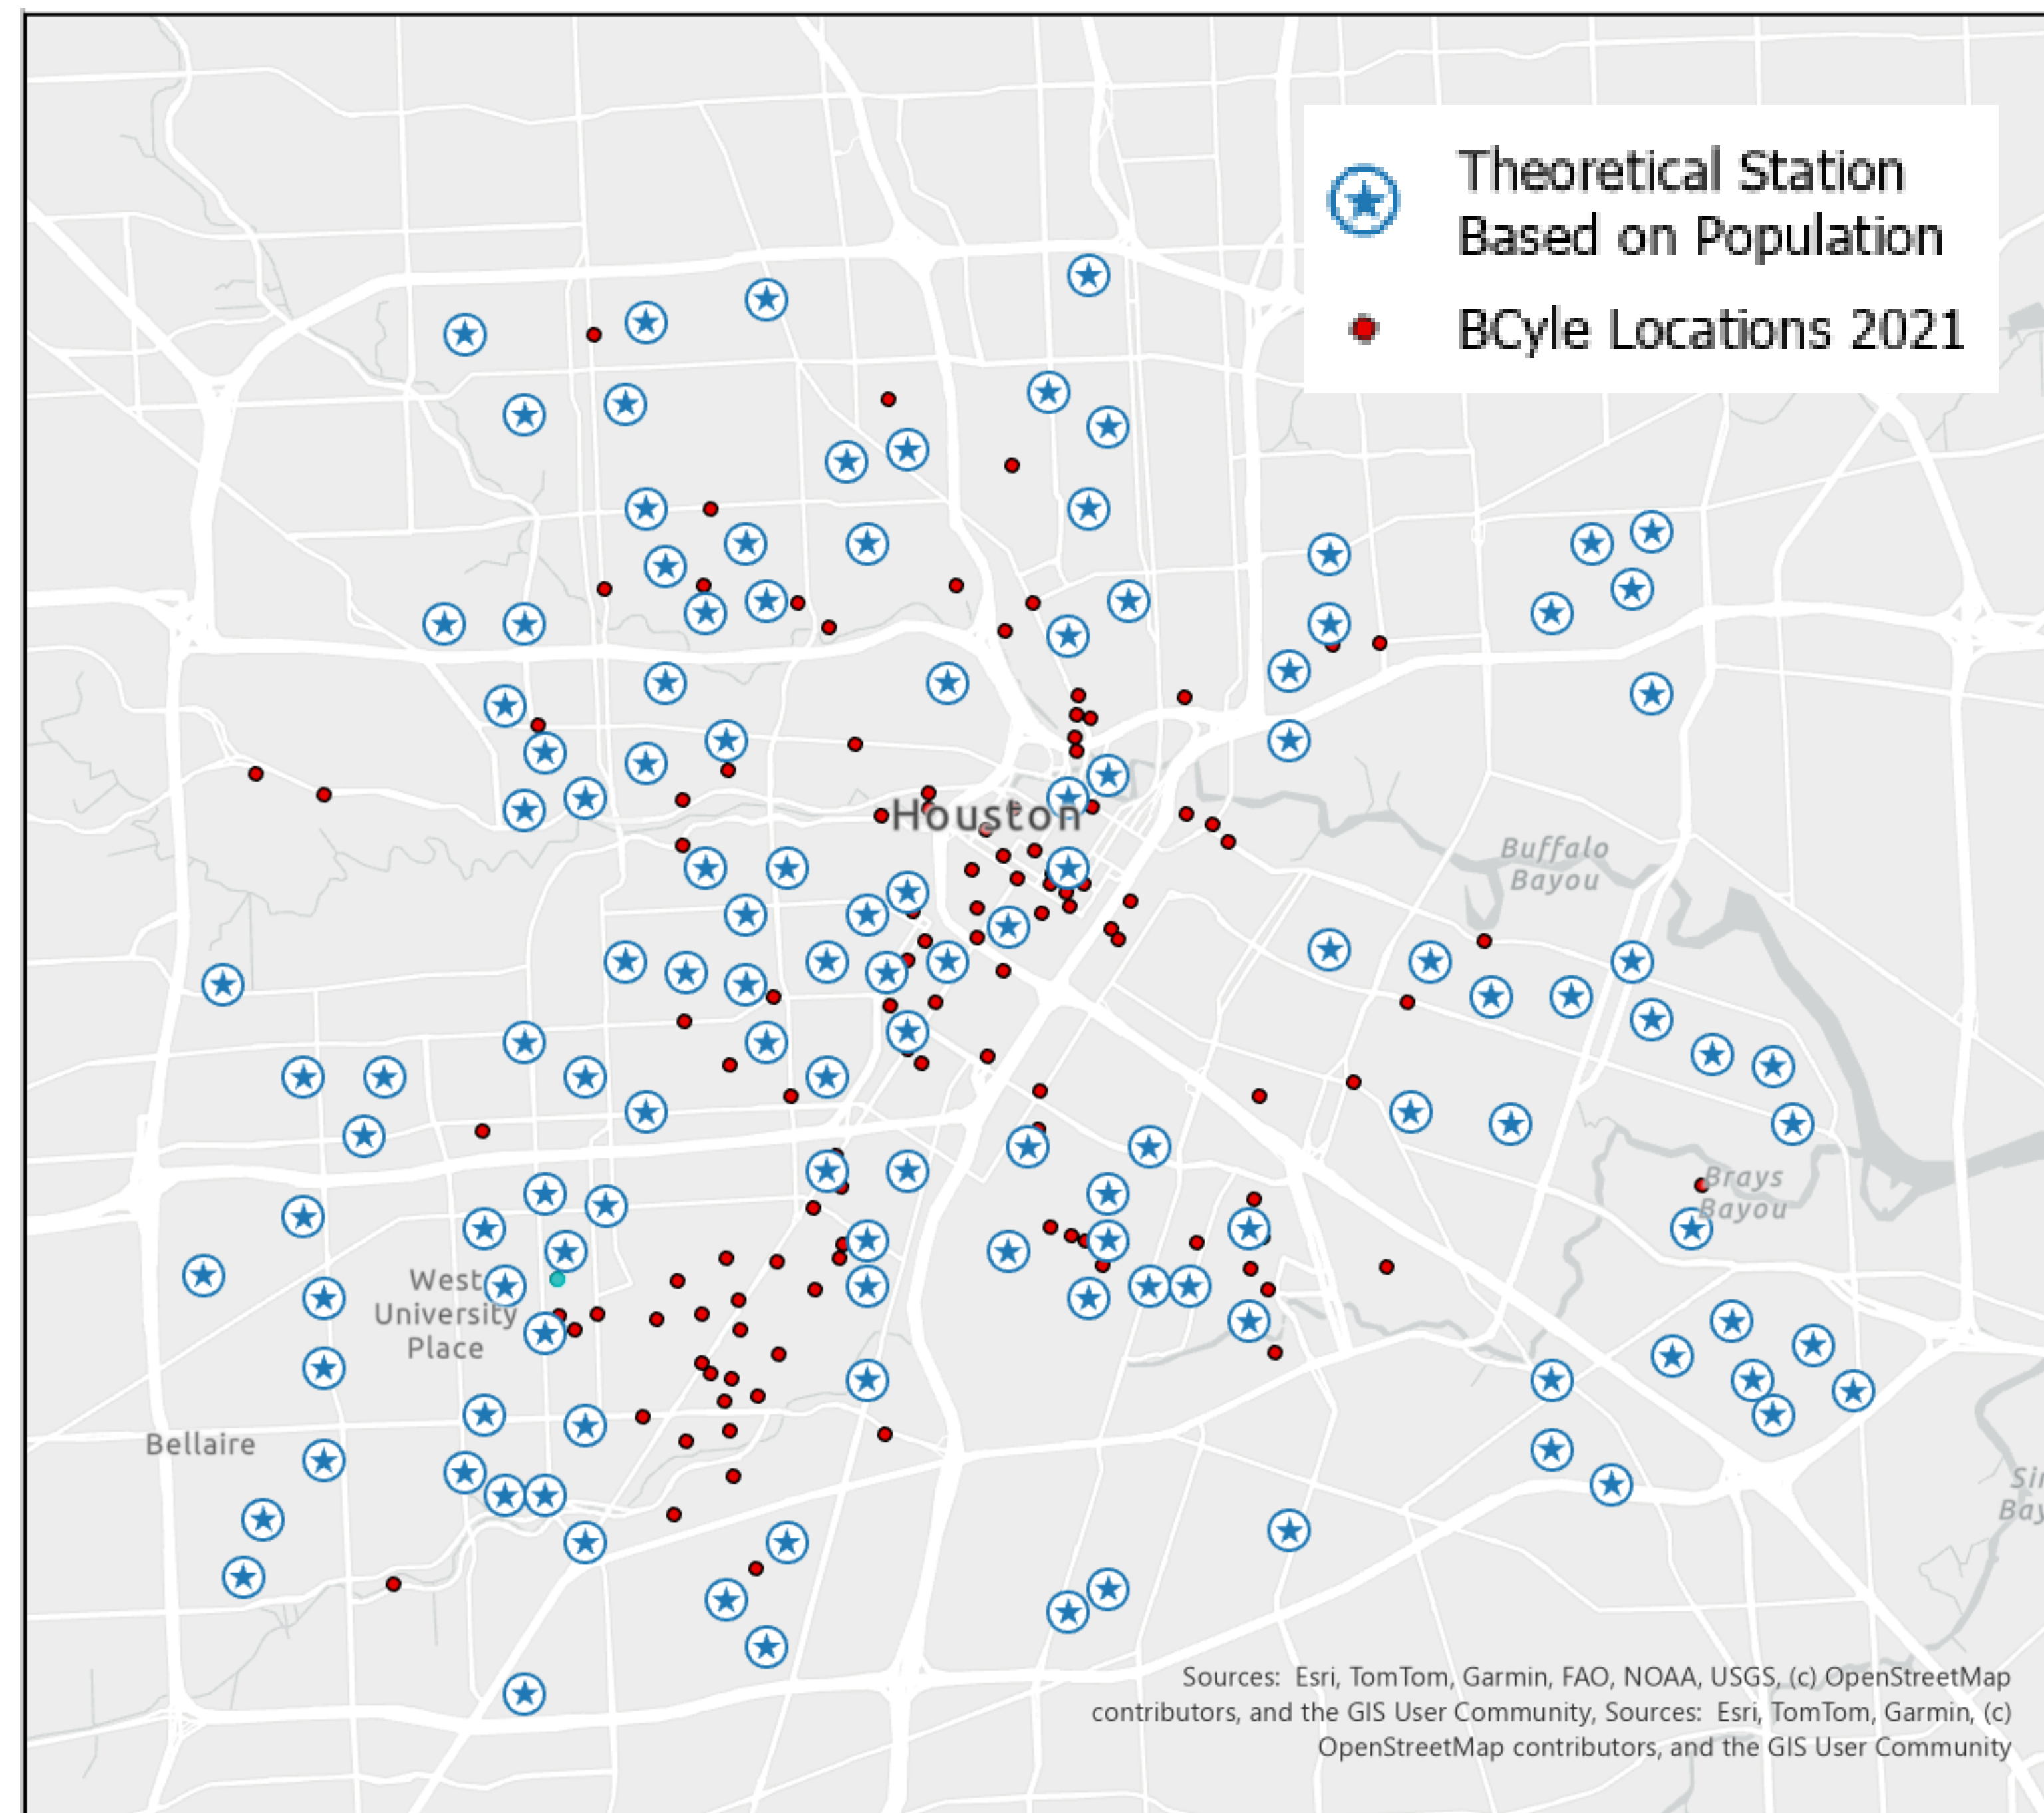 Theoretical Station
Based on Population
BCyle Locations 2021
Houston
Buffalo
Bayou
Brays
Bayou
West
University
Place
Bellaire
Sources: Esri, TomTom, Garmin, FAO, NOAA, USGS, (c) OpenStreetMap
contributors, and the GIS User Community, Sources: Esri, TomTom, Garmin, (c)
OpenStreetMap contributors, and the GIS User Community